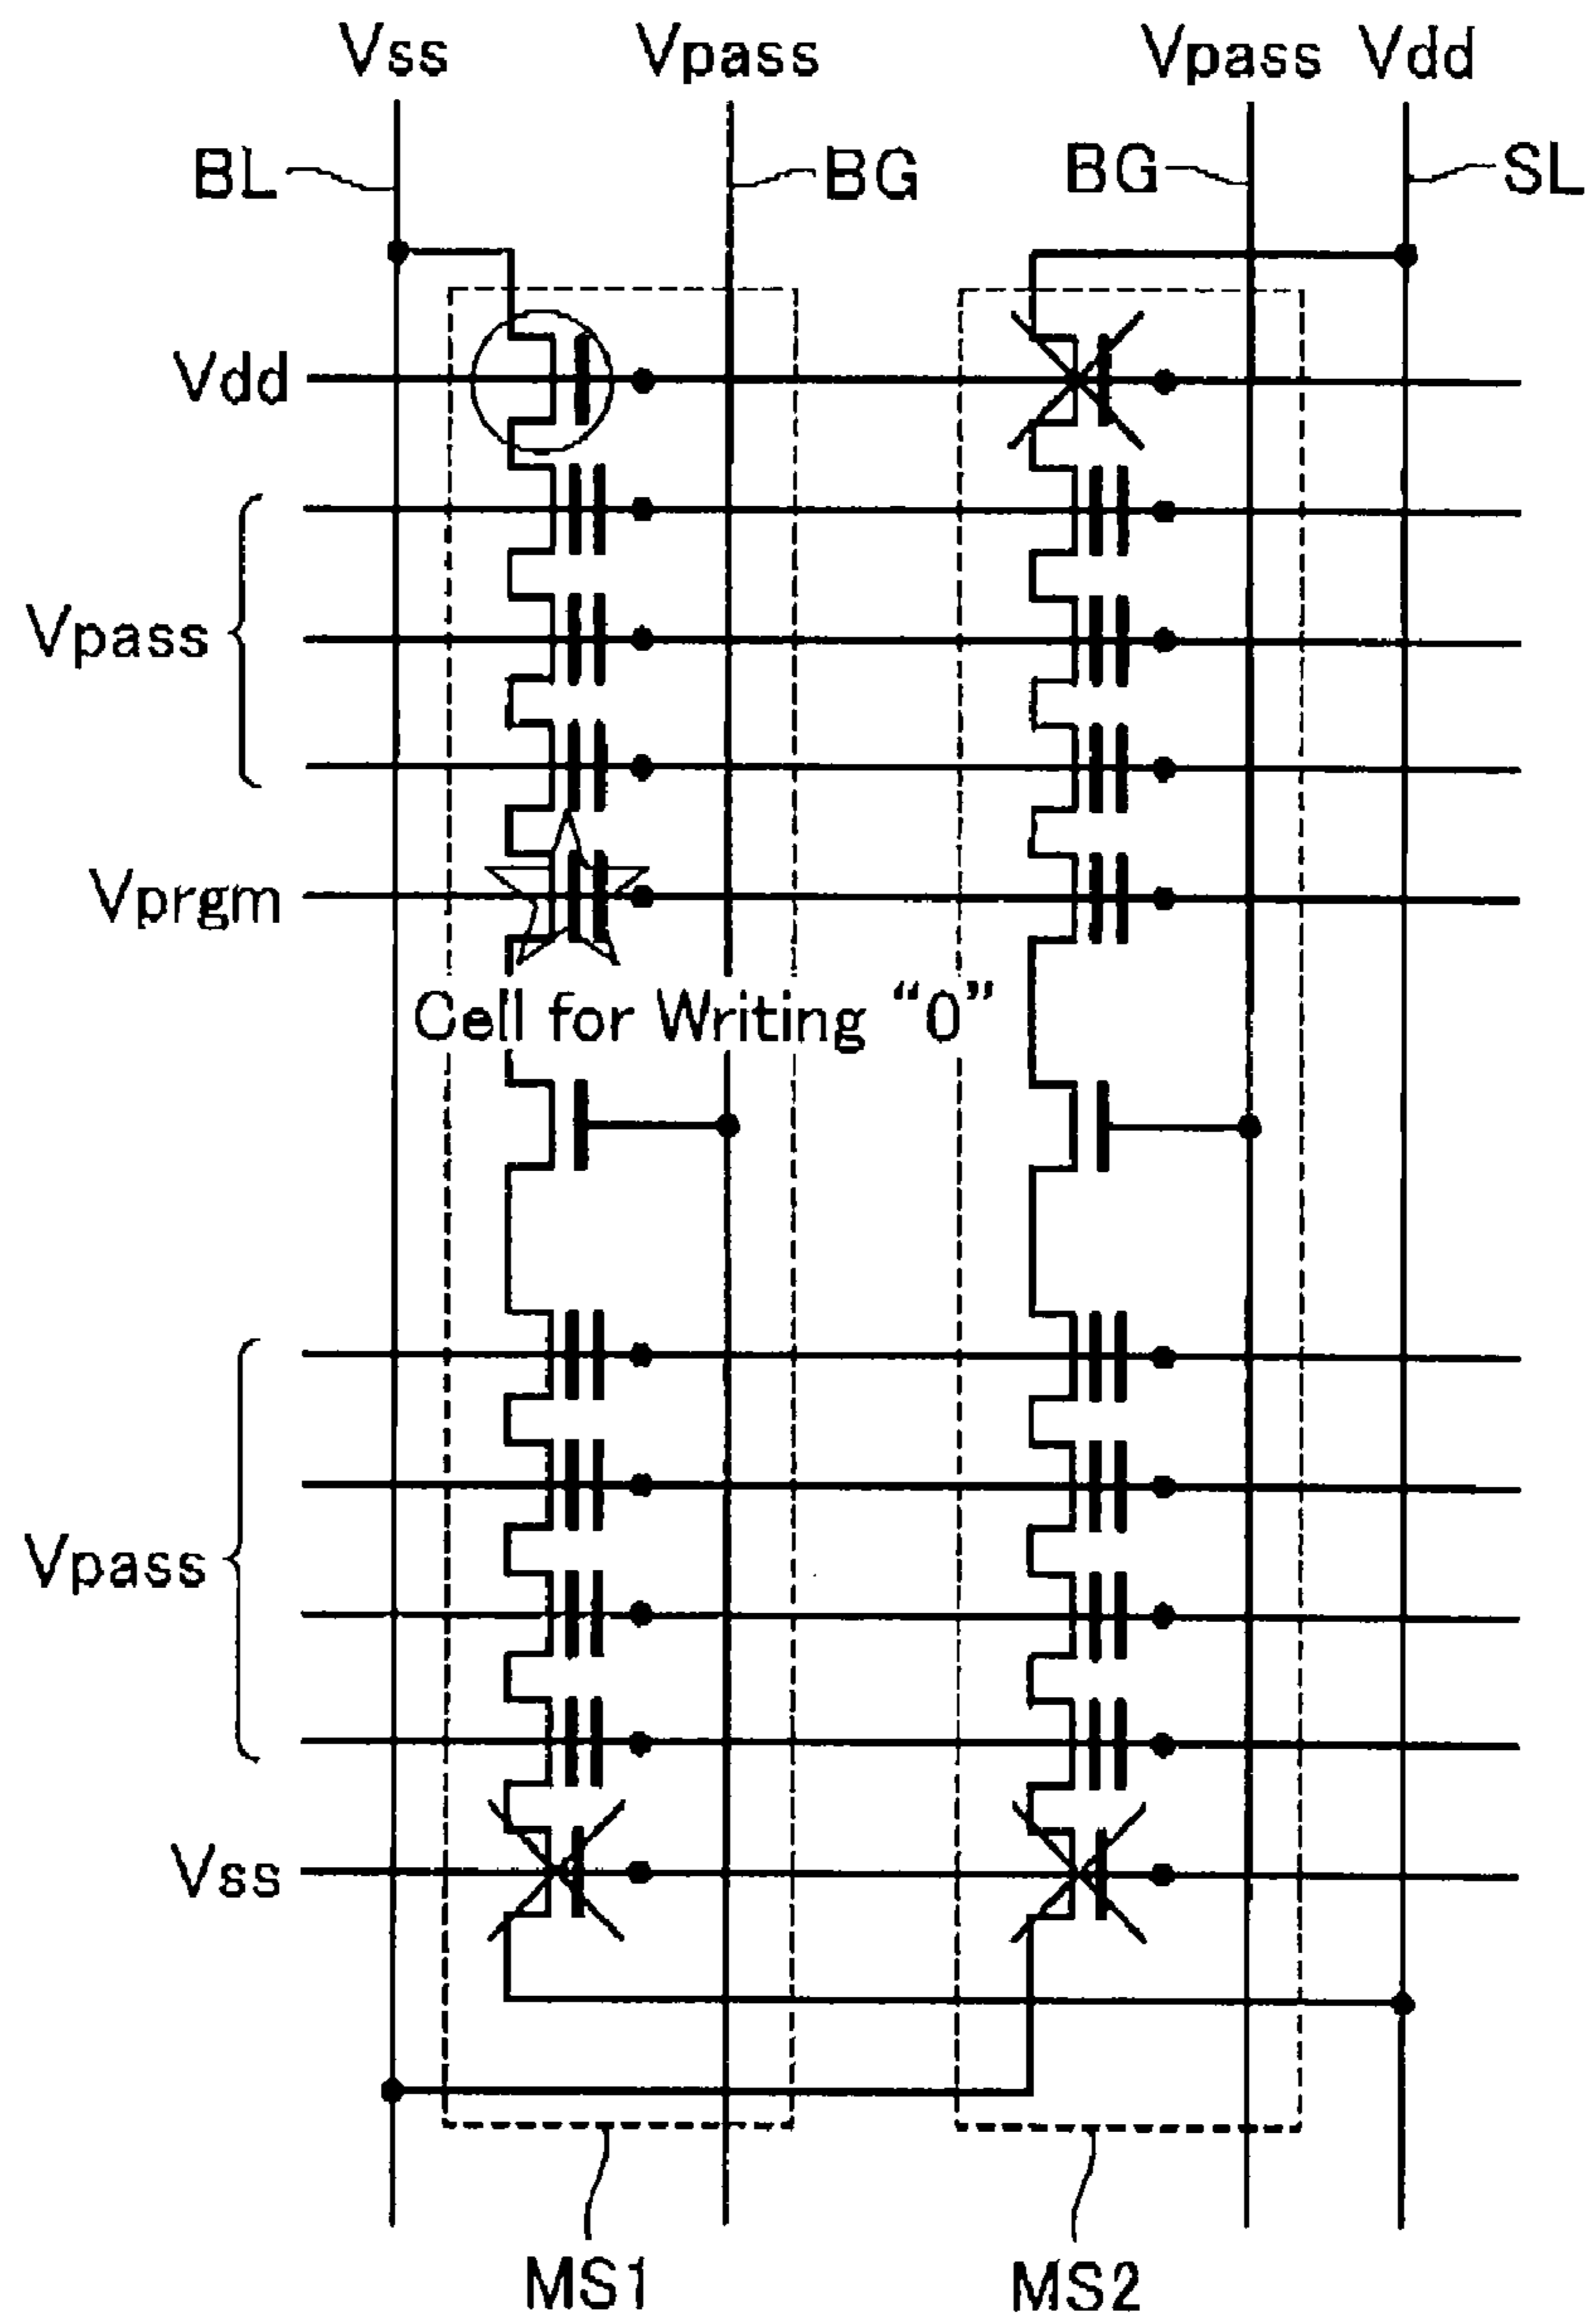 Vss Vpass Vpass Vdd
BL BG BG SL
Vdd
Vpass
Vprgm
Cell for Writing “0”
Vpass
Vss
MS1 MS2